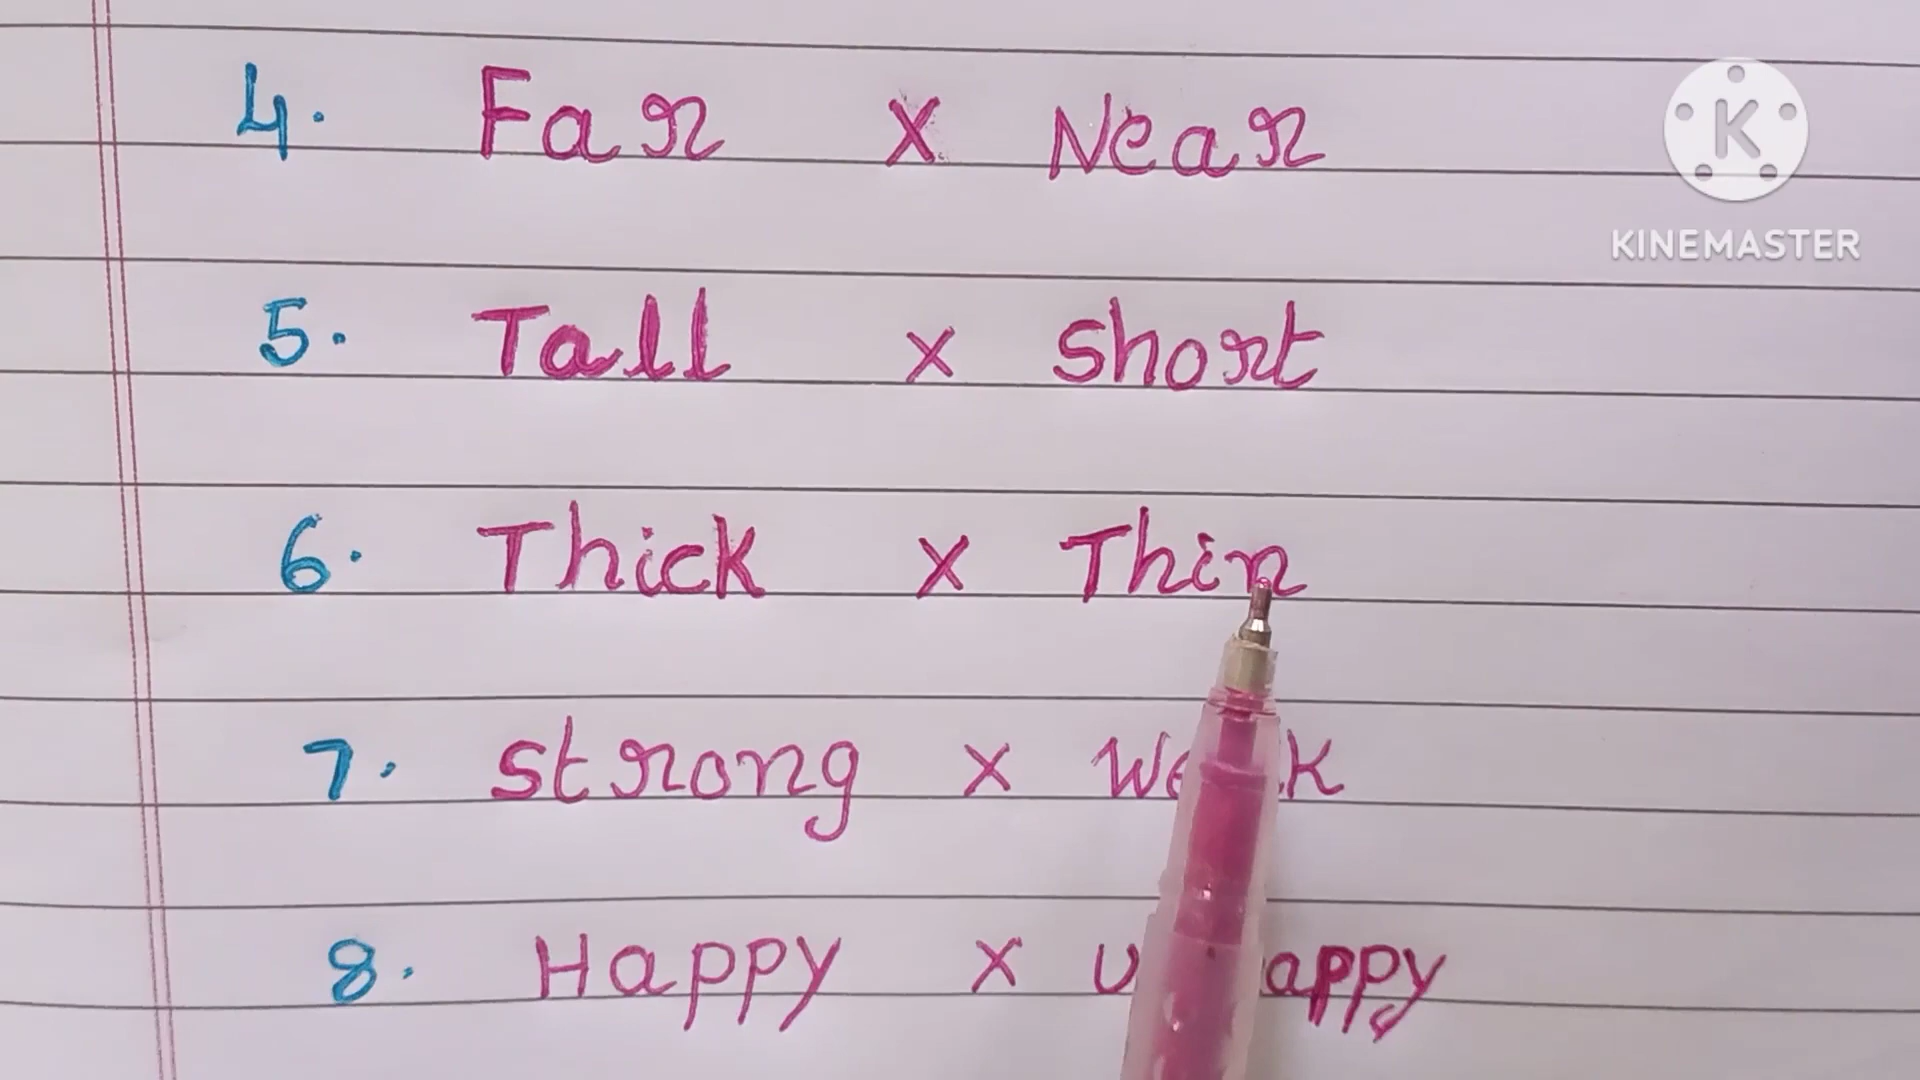 4. Far X Near
KINEMASTER
5. Tall x Short
6. Thick x Thin
7. Strong x
8. Happy x